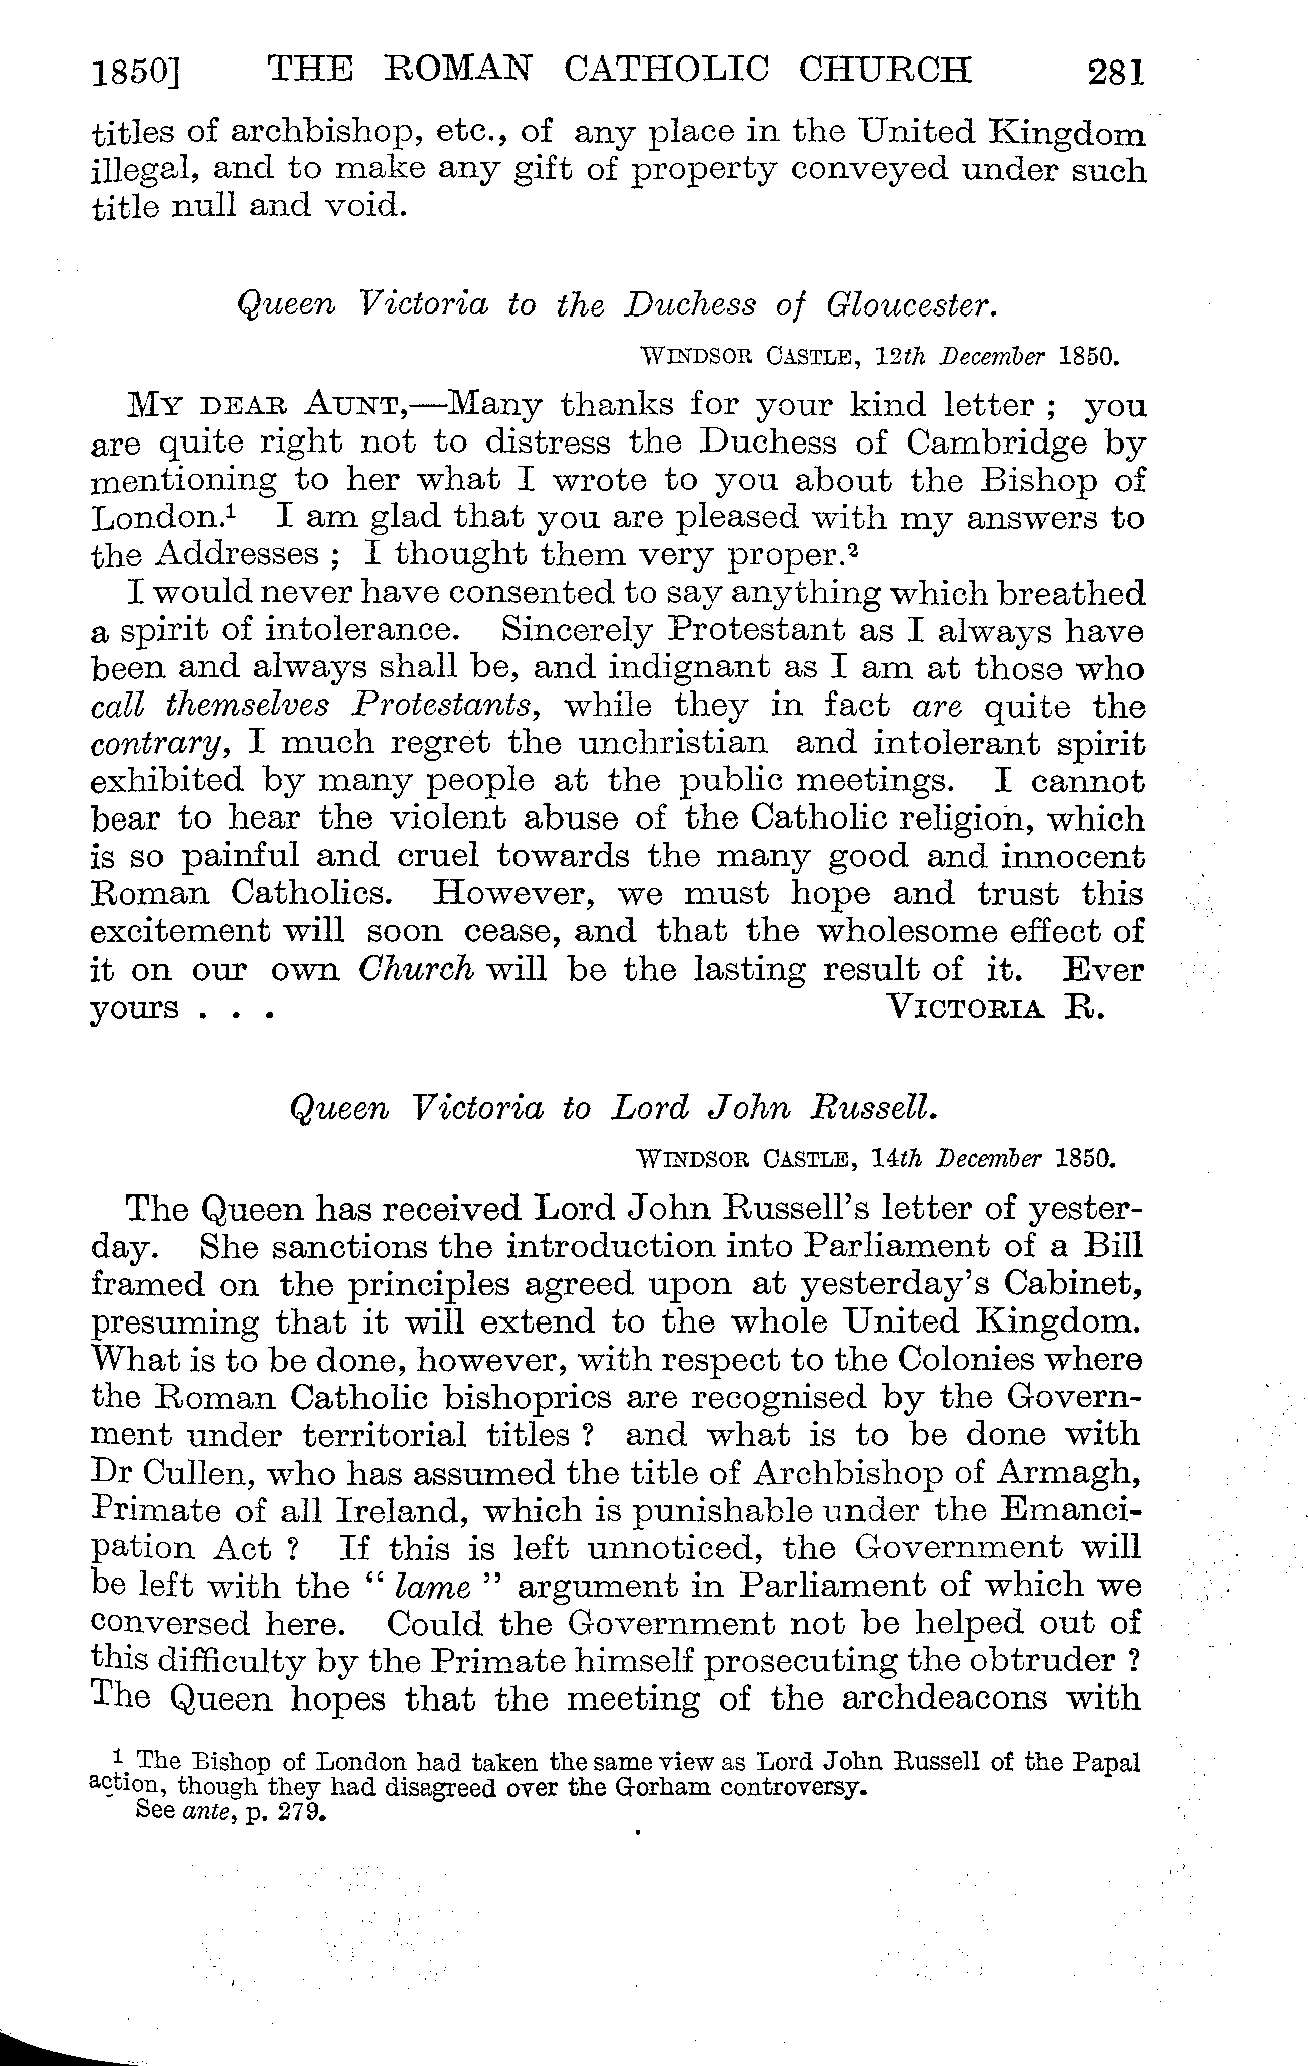 1850] THE ROMAN CATHOLIC CHURCH 281
titles of archbishop, etc., of any place in the United Kingdom
illegal, and to make any gift of property conveyed under such
title null and void.
Queen Victoria to the Duchess of Gloucester.
WINDSOR CASTLE, 12th December 1850.
MY DEAR AUNT,—Many thanks for your kind letter ; you
are quite right not to distress the Duchess of Cambridge by
mentioning to her what I wrote to you about the Bishop of
London.¹ I am glad that you are pleased with my answers to
the Addresses ; I thought them very proper.²
I would never have consented to say anything which breathed
a spirit of intolerance. Sincerely Protestant as I always have
been and always shall be, and indignant as I am at those who
call themselves Protestants, while they in fact are quite the
contrary, I much regret the unchristian and intolerant spirit
exhibited by many people at the public meetings. I cannot
bear to hear the violent abuse of the Catholic religion, which
is so painful and cruel towards the many good and innocent
Roman Catholics. However, we must hope and trust this
excitement will soon cease, and that the wholesome effect of
it on our own Church will be the lasting result of it. Ever
yours . . . VICTORIA R.
Queen Victoria to Lord John Russell.
WINDSOR CASTLE, 14th December 1850.
The Queen has received Lord John Russell's letter of yester-
day. She sanctions the introduction into Parliament of a Bill
framed on the principles agreed upon at yesterday's Cabinet,
presuming that it will extend to the whole United Kingdom.
What is to be done, however, with respect to the Colonies where
the Roman Catholic bishoprics are recognised by the Govern-
ment under territorial titles ? and what is to be done with
Dr Cullen, who has assumed the title of Archbishop of Armagh,
Primate of all Ireland, which is punishable under the Emanci-
pation Act ? If this is left unnoticed, the Government will
be left with the " lame " argument in Parliament of which we
conversed here. Could the Government not be helped out of
this difficulty by the Primate himself prosecuting the obtruder ?
The Queen hopes that the meeting of the archdeacons with
1 The Bishop of London had taken the same view as Lord John Russell of the Papal
action, though they had disagreed over the Gorham controversy.
See ante, p. 279.